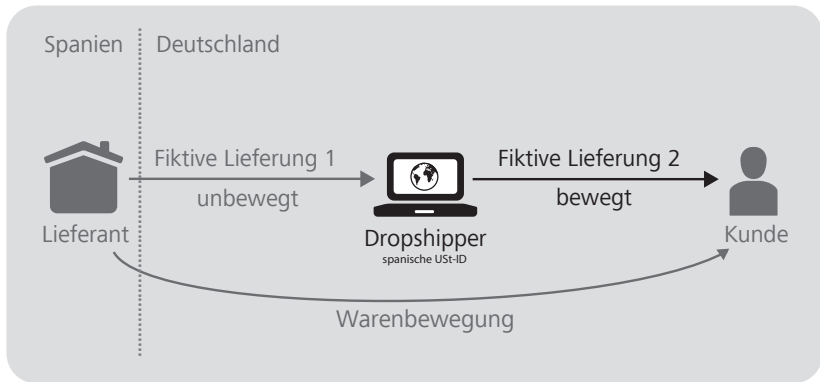 Spanien
Deutschland
Fiktive Lieferung 1
unbewegt
Fiktive Lieferung 2
bewegt
Lieferant
Dropshipper
spanische USt-ID
Kunde
Warenbewegung